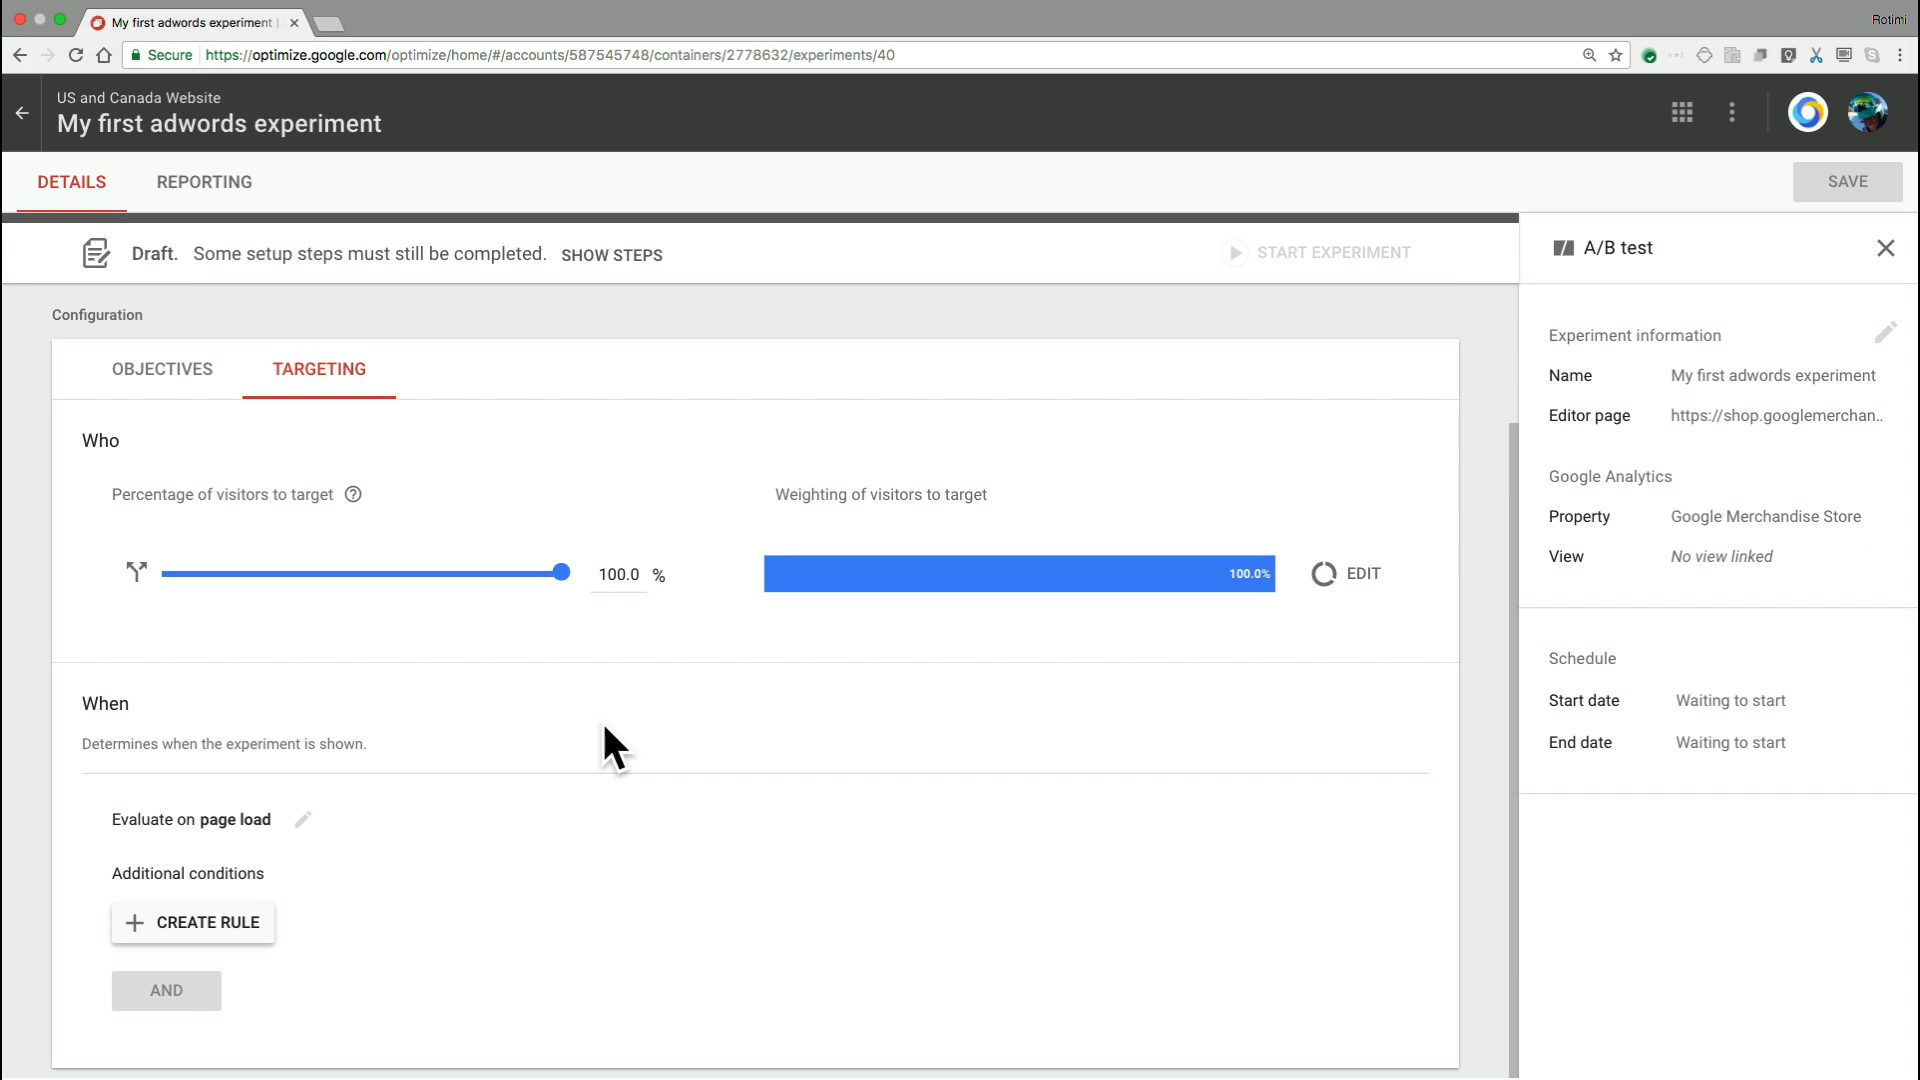 My first adwords experiment
Rotimi
Secure https://optimize.google.com/optimize/home/#/accounts/587545748/containers/2778632/experiments/40
US and Canada Website
My first adwords experiment
DETAILS REPORTING
SAVE
Draft. Some setup steps must still be completed. SHOW STEPS
START EXPERIMENT
Configuration
OBJECTIVES TARGETING
Who
Percentage of visitors to target ?
Weighting of visitors to target
100.0 %
100.0%
EDIT
When
Determines when the experiment is shown.
Evaluate on page load
Additional conditions
+ CREATE RULE
AND
A/B test
Experiment information
Name My first adwords experiment
Editor page https://shop.googlemerchan..
Google Analytics
Property Google Merchandise Store
View No view linked
Schedule
Start date Waiting to start
End date Waiting to start